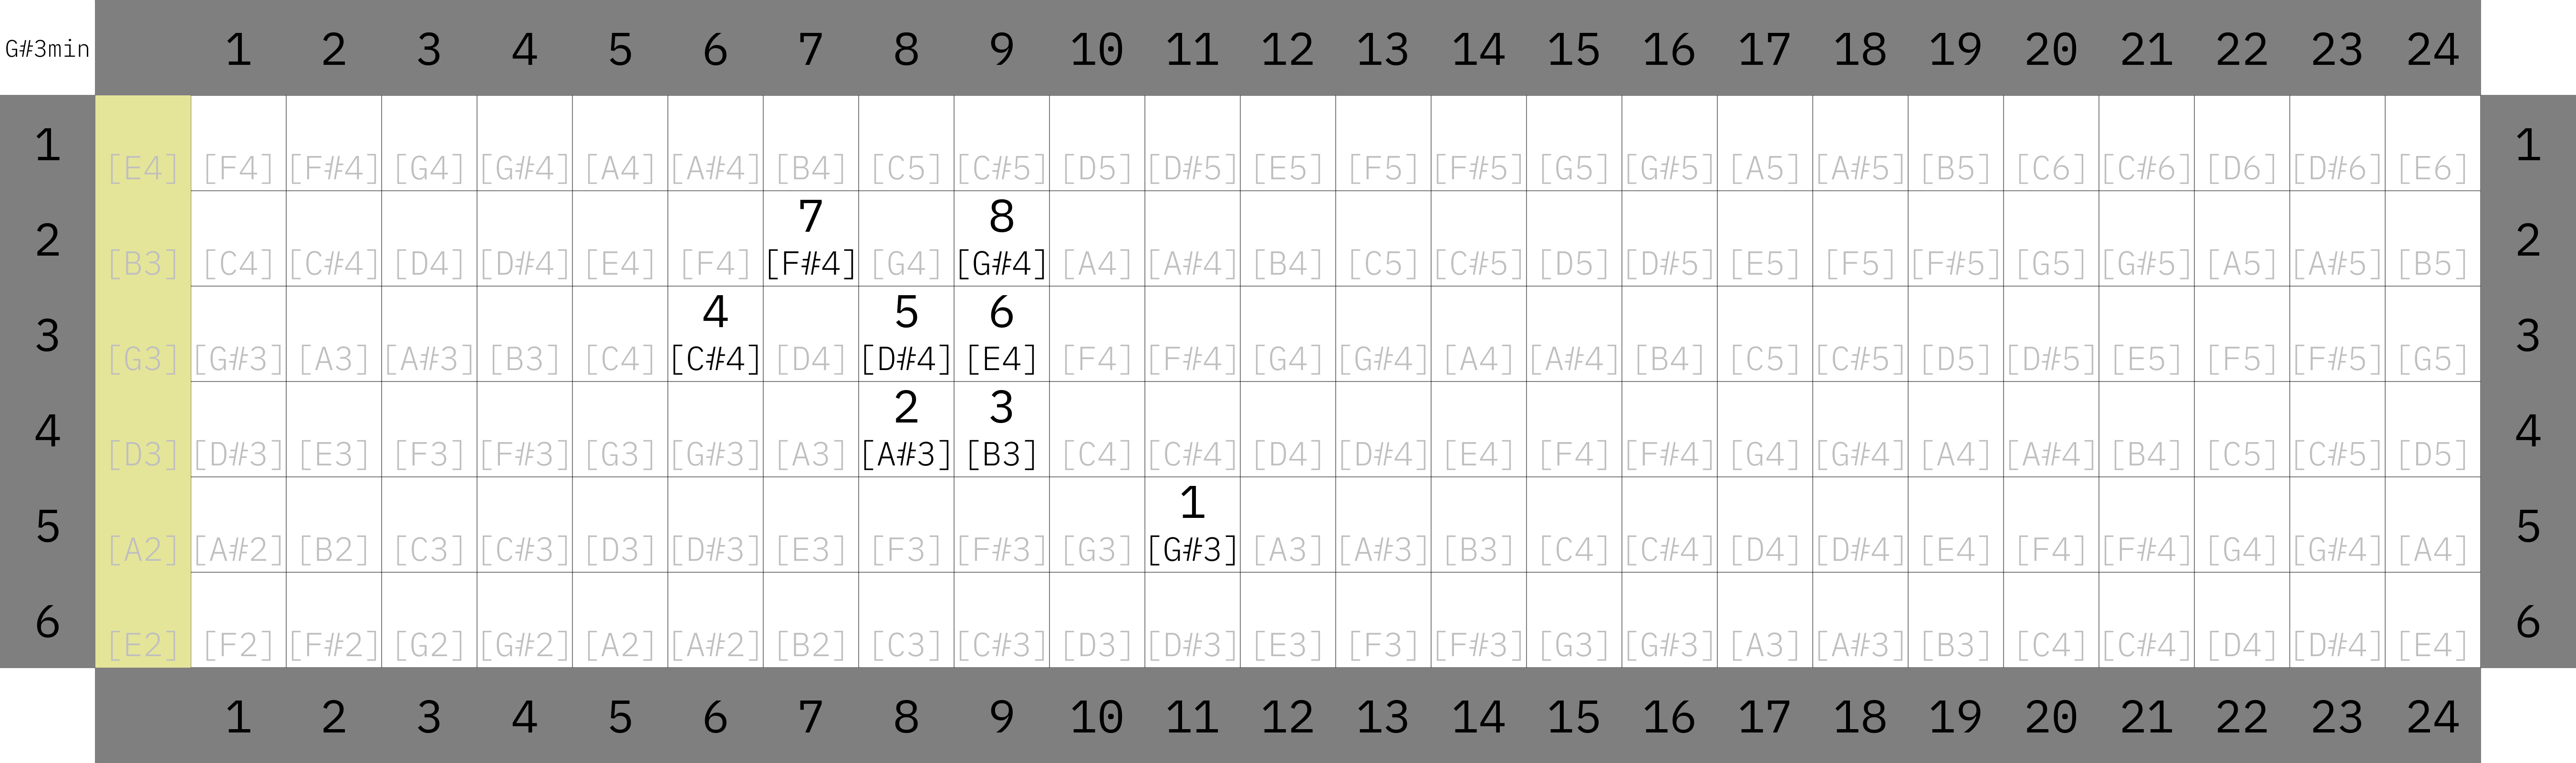 G#3min 1 2 3 4 5 6 7 8 9 10 11 12 13 14 15 16 17 18 19 20 21 22 23 24
1 [E4] [F4] [F#4] [G4] [G#4] [A4] [A#4] [B4] [C5] [C#5] [D5] [D#5] [E5] [F5] [F#5] [G5] [G#5] [A5] [A#5] [B5] [C6] [C#6] [D6] [D#6] [E6] 1
7 8
2 [B3] [C4] [C#4] [D4] [D#4] [E4] [F4] [F#4] [G4] [G#4] [A4] [A#4] [B4] [C5] [C#5] [D5] [D#5] [E5] [F5] [F#5] [G5] [G#5] [A5] [A#5] [B5] 2
4 5 6
3 [G3] [G#3] [A3] [A#3] [B3] [C4] [C#4] [D4] [D#4] [E4] [F4] [F#4] [G4] [G#4] [A4] [A#4] [B4] [C5] [C#5] [D5] [D#5] [E5] [F5] [F#5] [G5] 3
2 3
4 [D3] [D#3] [E3] [F3] [F#3] [G3] [G#3] [A3] [A#3] [B3] [C4] [C#4] [D4] [D#4] [E4] [F4] [F#4] [G4] [G#4] [A4] [A#4] [B4] [C5] [C#5] [D5] 4
1
5 [A2] [A#2] [B2] [C3] [C#3] [D3] [D#3] [E3] [F3] [F#3] [G3] [G#3] [A3] [A#3] [B3] [C4] [C#4] [D4] [D#4] [E4] [F4] [F#4] [G4] [G#4] [A4] 5
6 [E2] [F2] [F#2] [G2] [G#2] [A2] [A#2] [B2] [C3] [C#3] [D3] [D#3] [E3] [F3] [F#3] [G3] [G#3] [A3] [A#3] [B3] [C4] [C#4] [D4] [D#4] [E4] 6
1 2 3 4 5 6 7 8 9 10 11 12 13 14 15 16 17 18 19 20 21 22 23 24